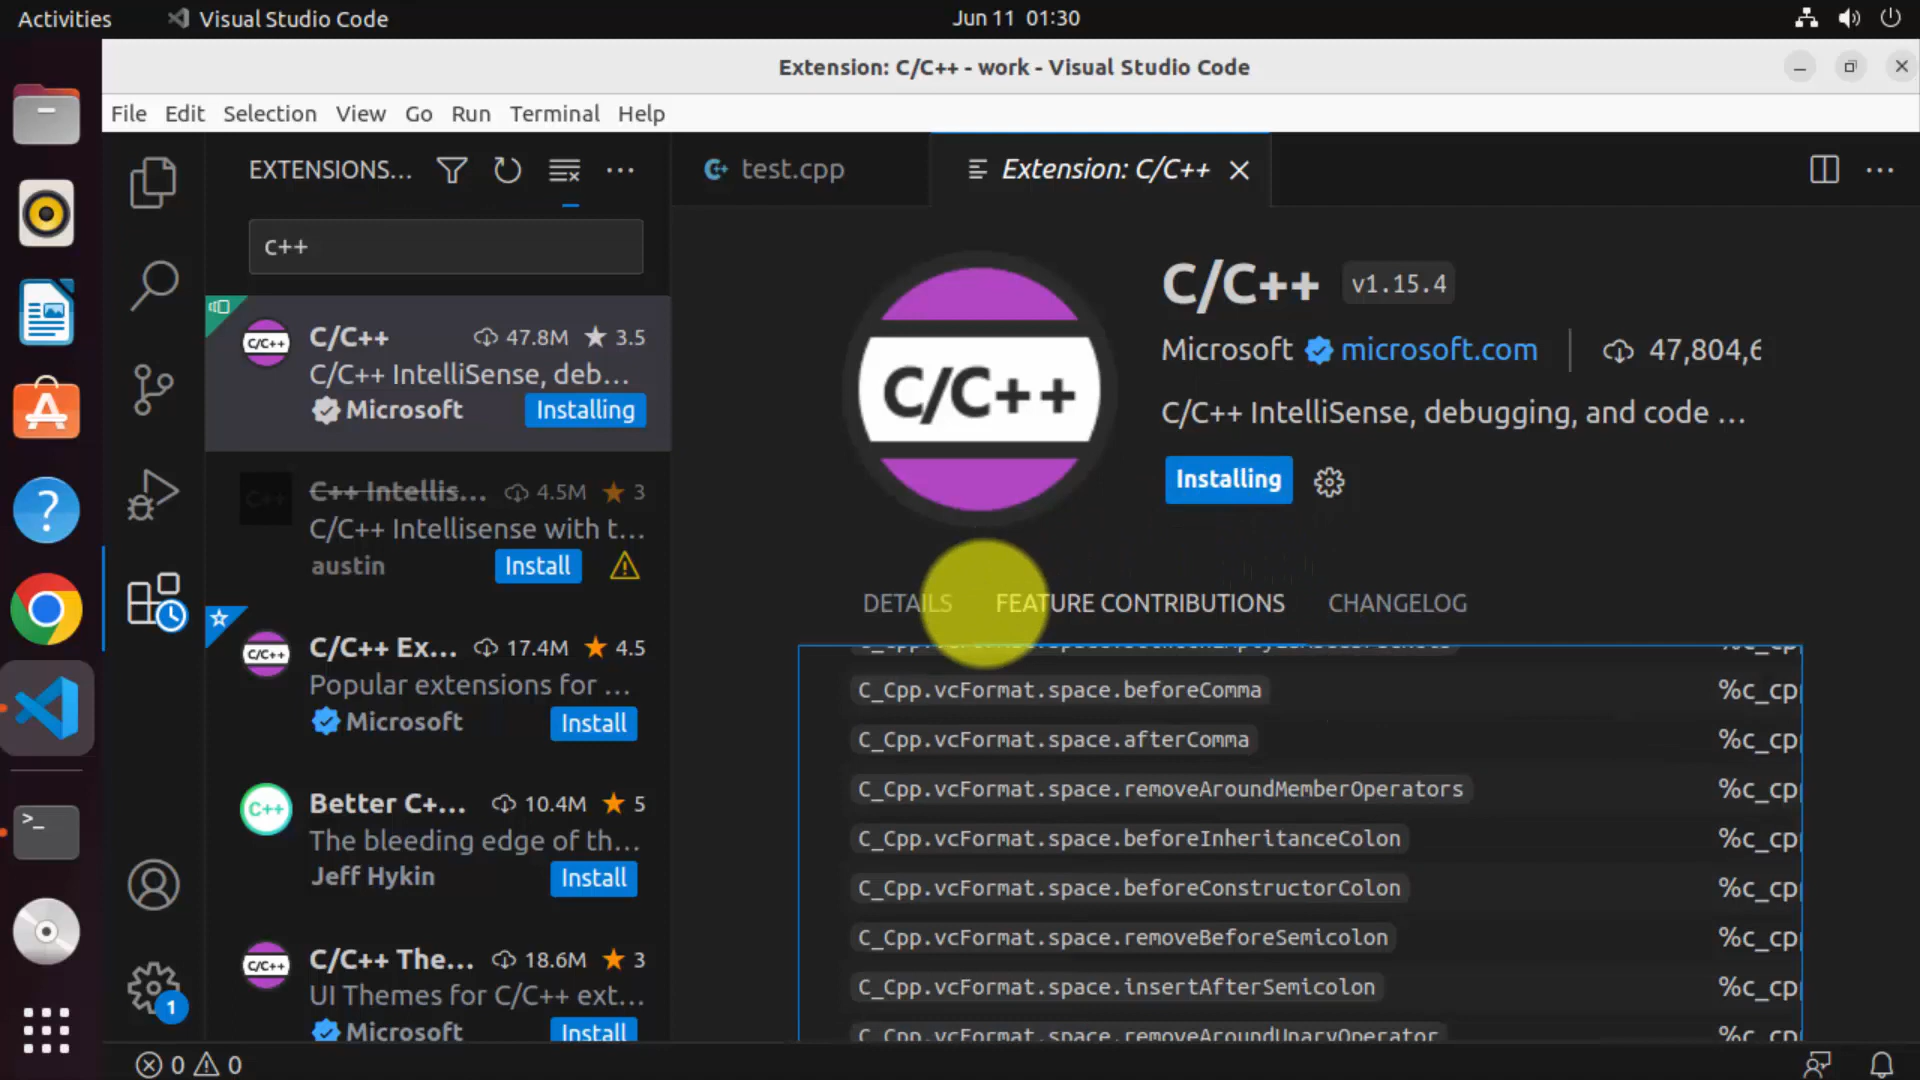 Activities
Visual Studio Code
Jun 11 01:30
Extension: C/C++ - work - Visual Studio Code
File Edit Selection View Go Run Terminal Help
EXTENSIONS...
test.cpp
Extension: C/C++
c++
C/C++ 47.8M 3.5
C/C++ IntelliSense, deb...
Microsoft Installing
C++ Intellis... 4.5M 3
C/C++ Intellisense with t...
austin Install
C/C++ Ex... 17.4M 4.5
Popular extensions for ...
Microsoft Install
Better C+... 10.4M 5
The bleeding edge of th...
Jeff Hykin Install
C/C++ The... 18.6M 3
UI Themes for C/C++ ext...
Microsoft Install
C/C++
C/C++ v1.15.4
Microsoft microsoft.com 47,804,6
C/C++ IntelliSense, debugging, and code ...
Installing
DETAILS FEATURE CONTRIBUTIONS CHANGELOG
C_Cpp.vcFormat.space.beforeComma %c_cp
C_Cpp.vcFormat.space.afterComma %c_cp
C_Cpp.vcFormat.space.removeAroundMemberOperators %c_cp
C_Cpp.vcFormat.space.beforeInheritanceColon %c_cp
C_Cpp.vcFormat.space.beforeConstructorColon %c_cp
C_Cpp.vcFormat.space.removeBeforeSemicolon %c_cp
C_Cpp.vcFormat.space.insertAfterSemicolon %c_cp
C_Cpp.vcFormat.space.removeAroundUnaryOperator %c_cp
1
0 0